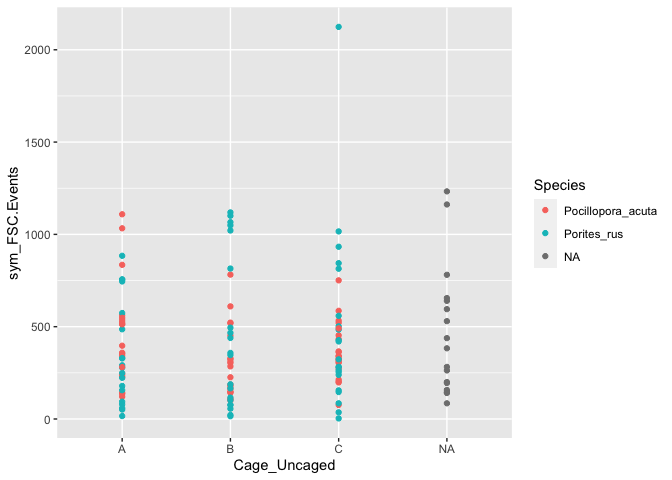 2000
1500
1000
500
0
sym_FSC.Events
A B C NA
Cage_Uncaged
Species
Pocillopora_acuta
Porites_rus
NA